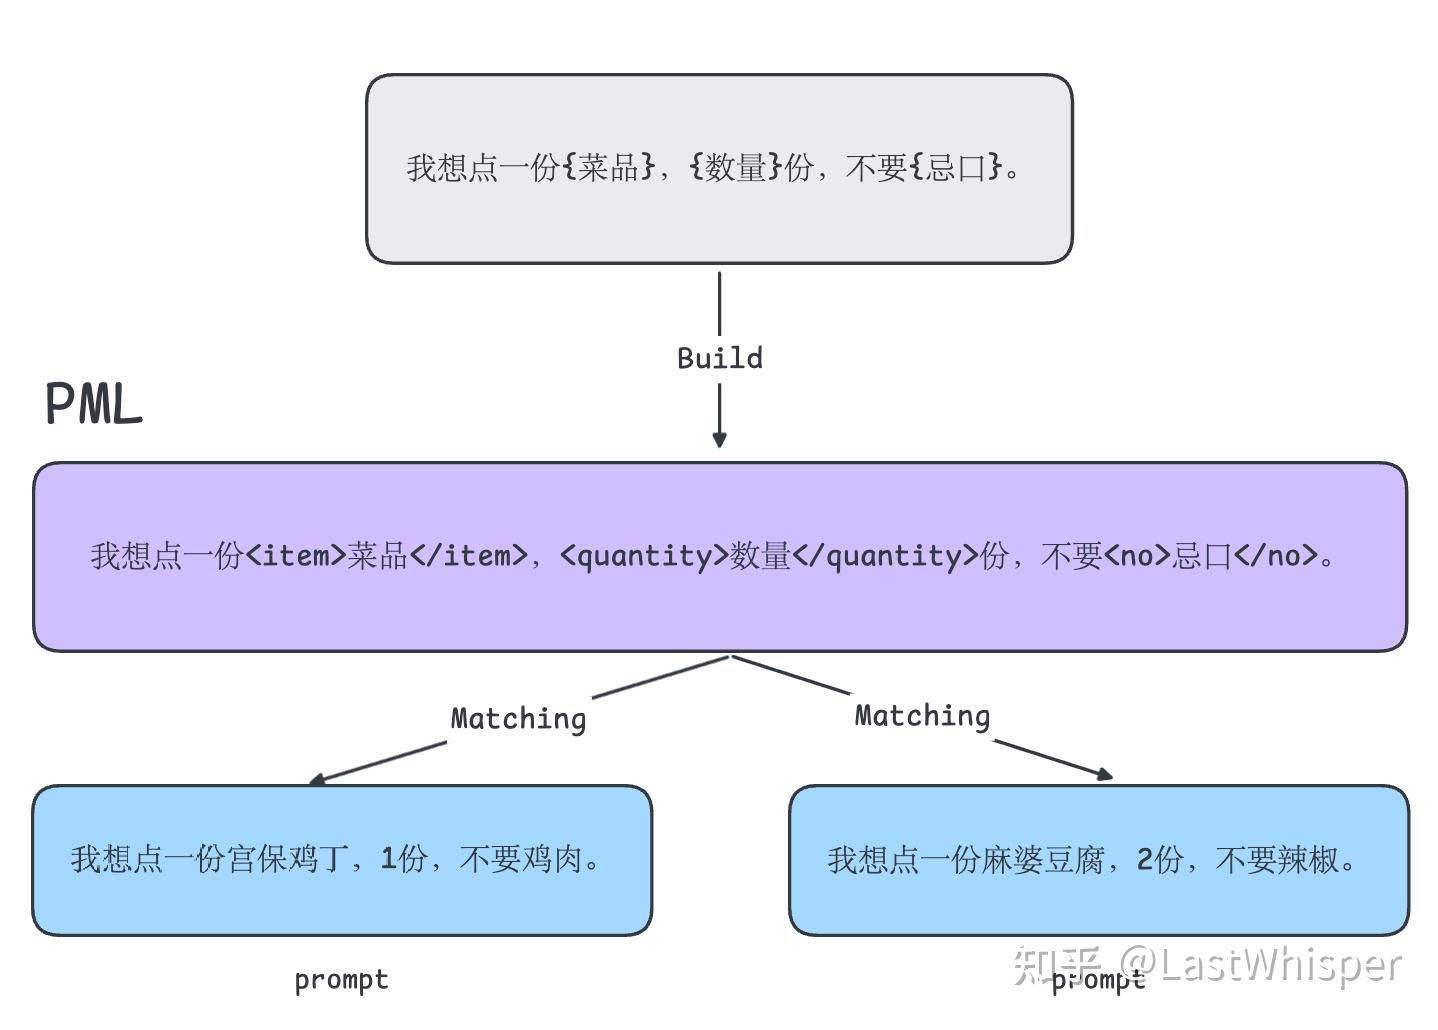 我想点一份{菜品}，{数量}份，不要{忌口}。
Build
PML
我想点一份<item>菜品</item>，<quantity>数量</quantity>份，不要<no>忌口</no>。
Matching
Matching
我想点一份宫保鸡丁，1份，不要鸡肉。
我想点一份麻婆豆腐，2份，不要辣椒。
prompt
prompt
知乎 @LastWhisper